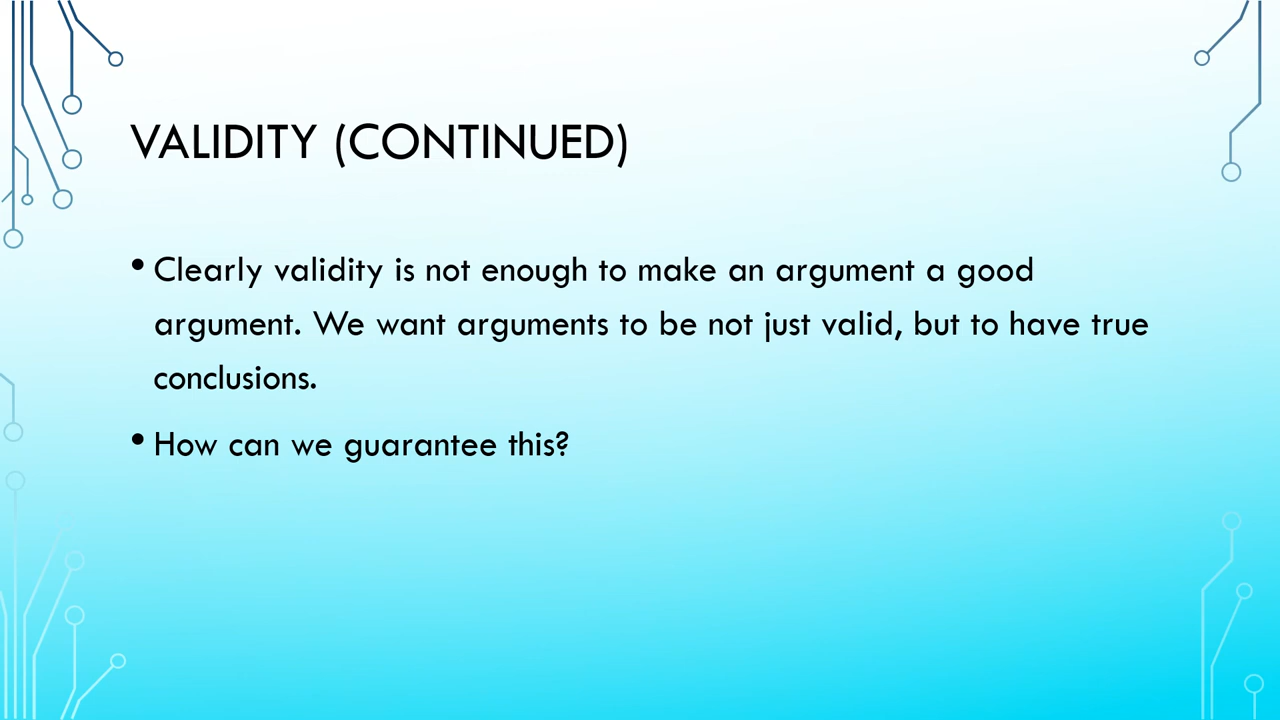 VALIDITY (CONTINUED)
• Clearly validity is not enough to make an argument a good
argument. We want arguments to be not just valid, but to have true
conclusions.
• How can we guarantee this?